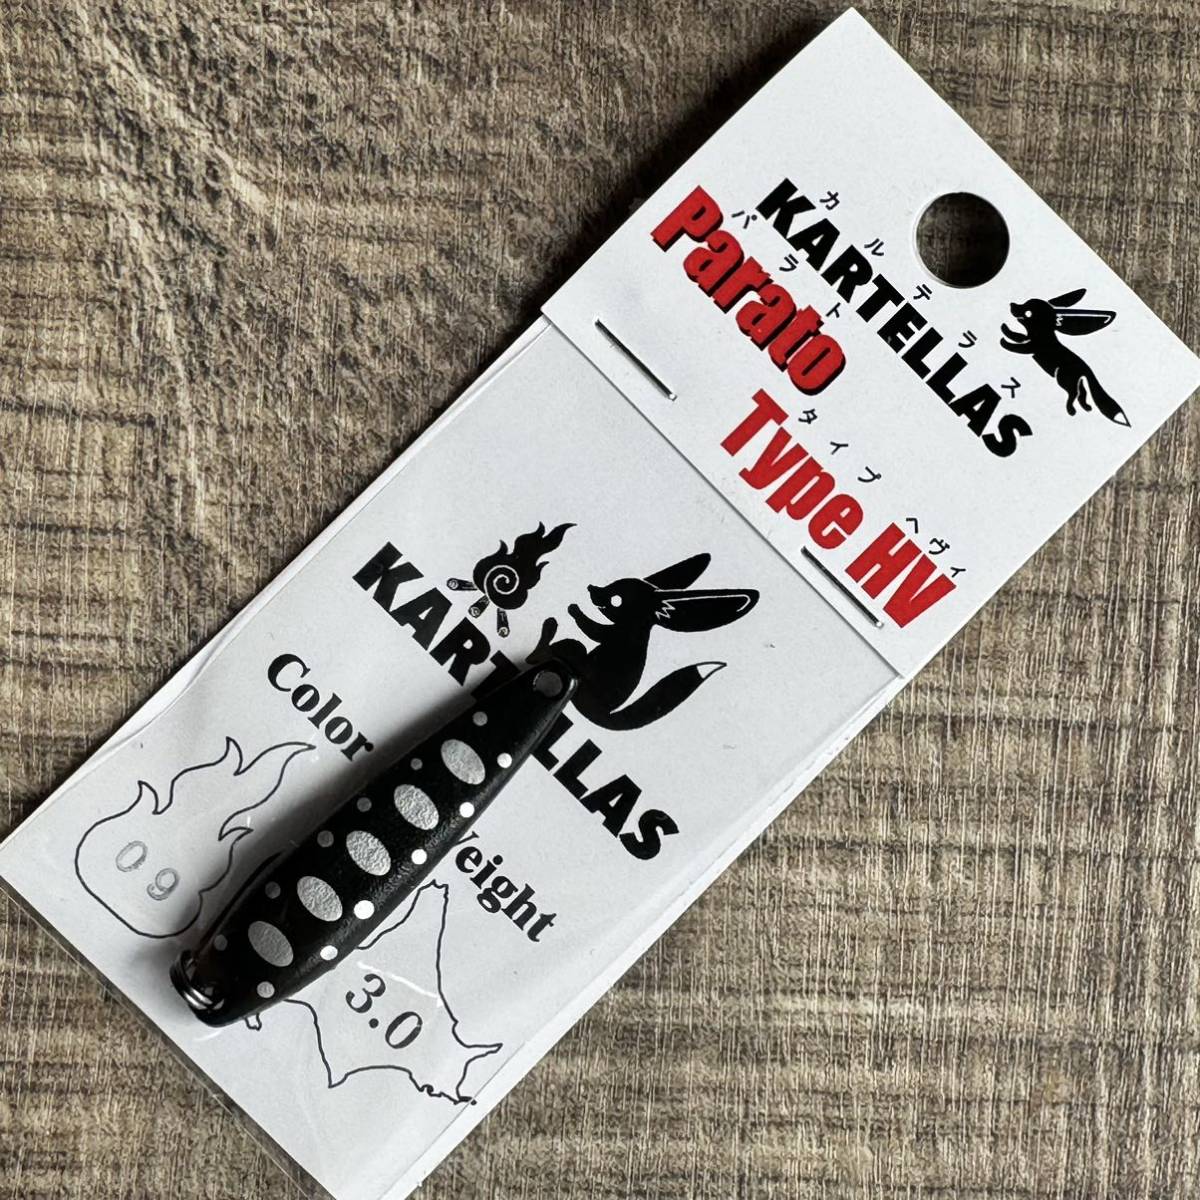 カルテラス
KARTELLAS
パラト
Parato
タイプ ヘヴィ
Type HV
KARTELLAS
Color
09
Weight
3.0